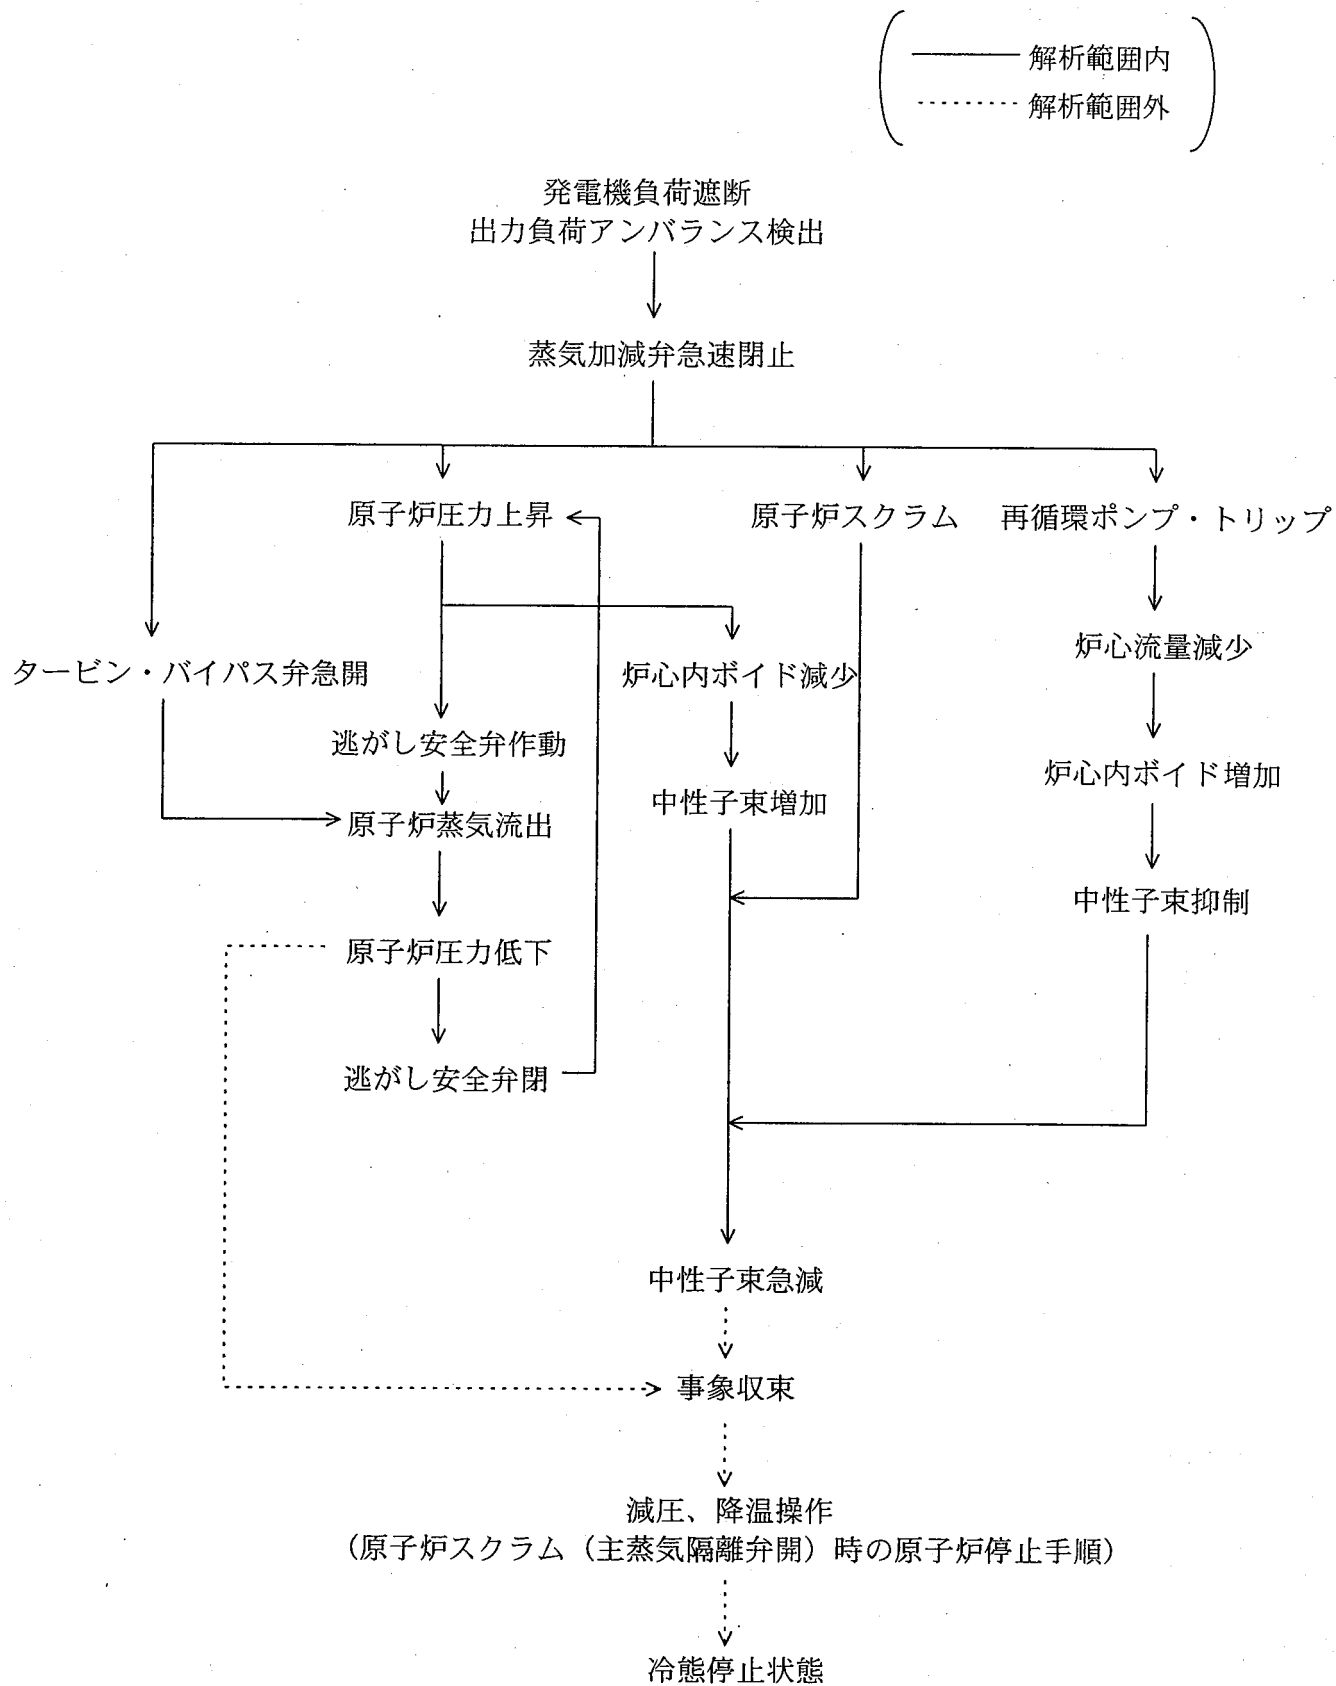 解析範囲内
解析範囲外
発電機負荷遮断
出力負荷アンバランス検出
蒸気加減弁急速閉止
原子炉圧力上昇
原子炉スクラム
再循環ポンプ・トリップ
タービン・バイパス弁急開
炉心内ボイド減少
炉心流量減少
逃がし安全弁作動
中性子束増加
炉心内ボイド増加
原子炉蒸気流出
中性子束抑制
原子炉圧力低下
逃がし安全弁閉
中性子束急減
事象収束
減圧、降温操作
（原子炉スクラム（主蒸気隔離弁開）時の原子炉停止手順）
冷態停止状態